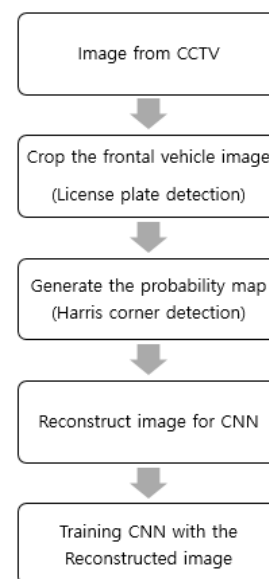 Image from CCTV
Crop the frontal vehicle image
(License plate detection)
Generate the probability map
(Harris corner detection)
Reconstruct image for CNN
Training CNN with the
Reconstructed image